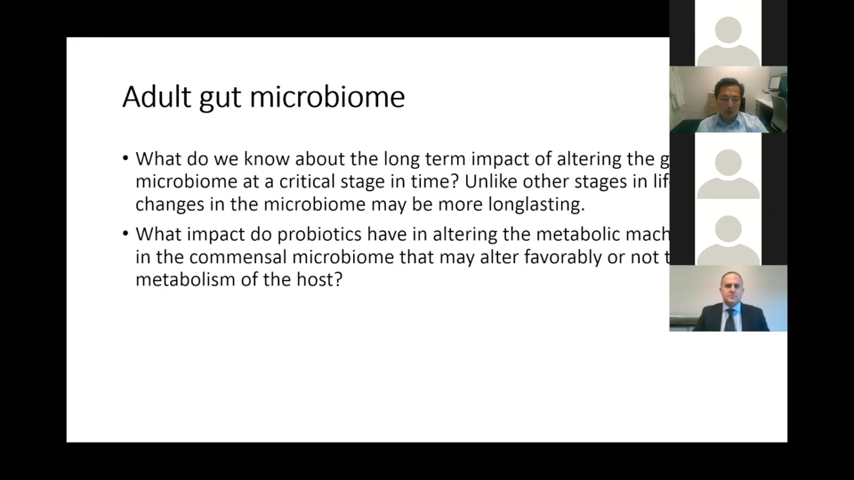 Adult gut microbiome
• What do we know about the long term impact of altering the
microbiome at a critical stage in time? Unlike other stages in
changes in the microbiome may be more longlasting.
• What impact do probiotics have in altering the metabolic
in the commensal microbiome that may alter favorably or not
metabolism of the host?